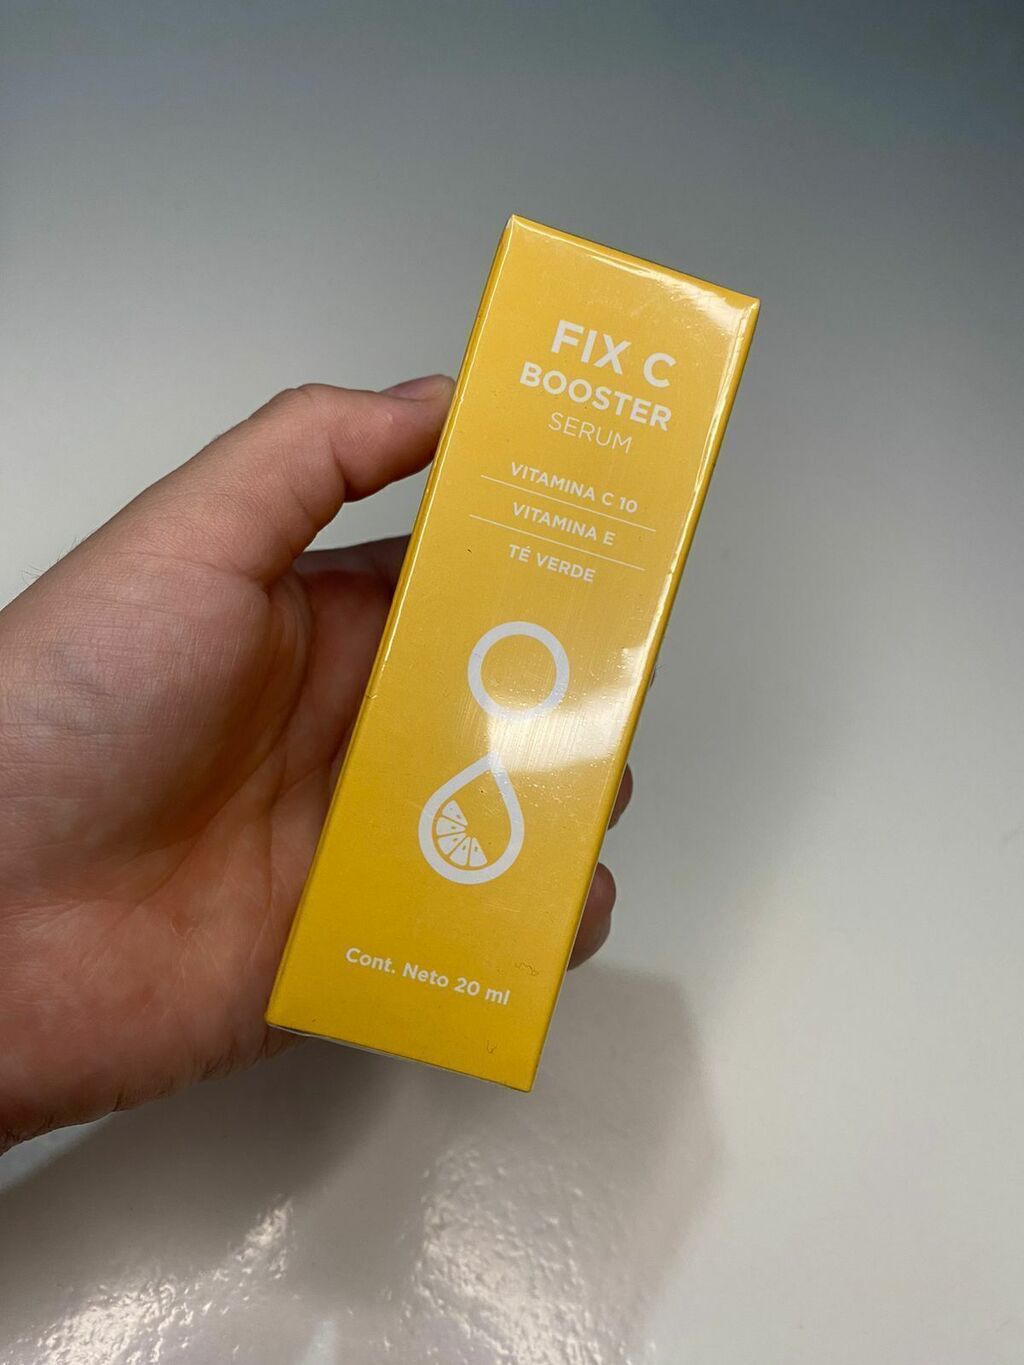 FIX C
BOOSTER
SERUM
VITAMINA C 10
VITAMINA E
TÉ VERDE
Cont. Neto 20 ml